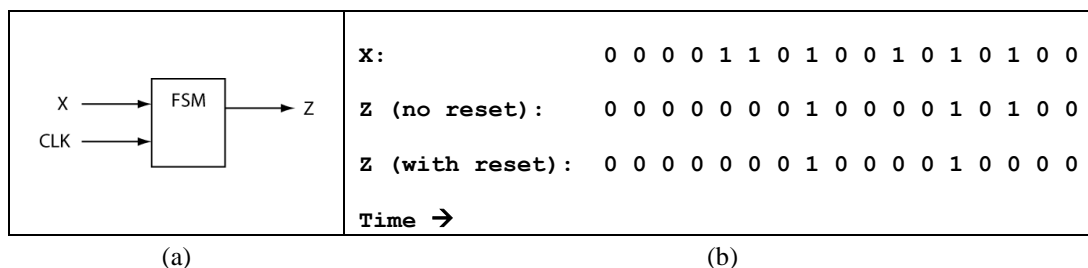 X
CLK
FSM
Z
X: 0 0 0 0 1 1 0 1 0 0 1 0 1 0 1 0 0
Z (no reset): 0 0 0 0 0 0 0 1 0 0 0 0 1 0 1 0 0
Z (with reset): 0 0 0 0 0 0 0 1 0 0 0 0 1 0 0 0 0
Time →
(a)
(b)